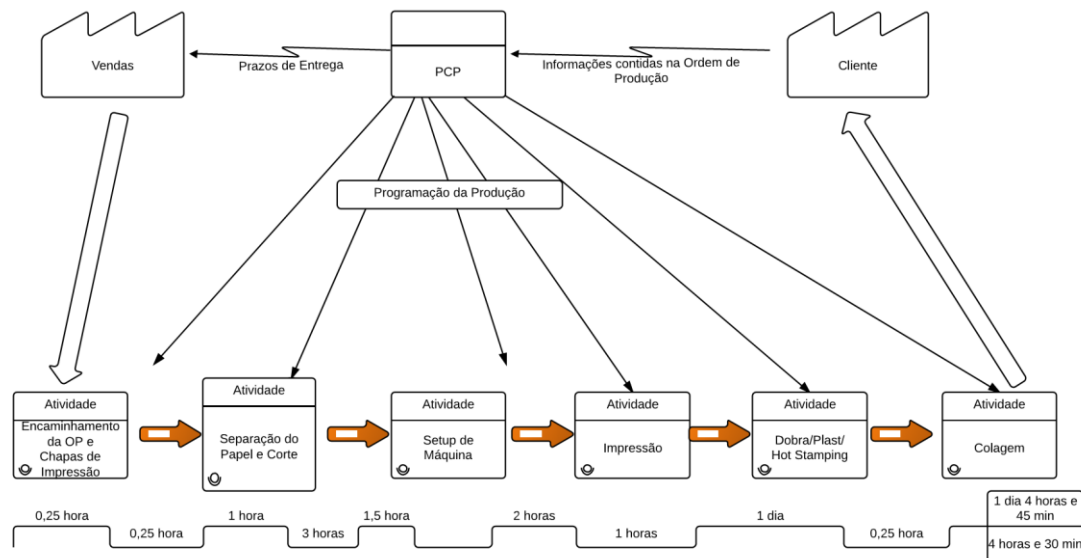 Vendas
Prazos de Entrega
PCP
Informações contidas na Ordem de
Produção
Cliente
Programação da Produção
Atividade
Encaminhamento
da OP e
Chapas de
Impressão
Atividade
Separação do
Papel e Corte
Atividade
Setup de
Máquina
Atividade
Impressão
Atividade
Dobra/Plast/
Hot Stamping
Atividade
Colagem
0,25 hora
0,25 hora
1 hora
3 horas
1,5 hora
2 horas
1 horas
1 dia
0,25 hora
1 dia 4 horas e
45 min
4 horas e 30 min